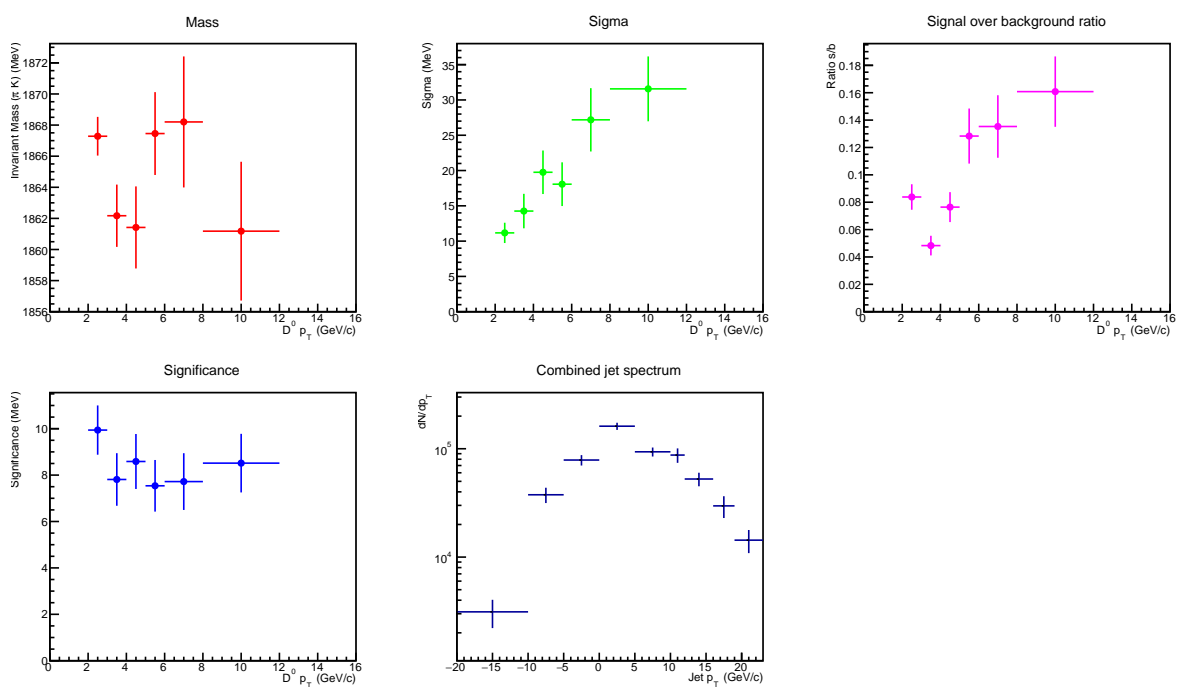 Mass
Invariant Mass (π K) (MeV)
1872
1870
1868
1866
1864
1862
1860
1858
1856
0 2 4 6 8 10 12 14 16
D⁰ p_T (GeV/c)
Sigma
Sigma (MeV)
35
30
25
20
15
10
5
0
0 2 4 6 8 10 12 14 16
D⁰ p_T (GeV/c)
Signal over background ratio
Ratio s/b
0.18
0.16
0.14
0.12
0.1
0.08
0.06
0.04
0.02
0
0 2 4 6 8 10 12 14 16
D⁰ p_T (GeV/c)
Significance
Significance (MeV)
10
8
6
4
2
0
0 2 4 6 8 10 12 14 16
D⁰ p_T (GeV/c)
Combined jet spectrum
dN/dp_T
10⁵
10⁴
−20 −15 −10 −5 0 5 10 15 20
Jet p_T (GeV/c)